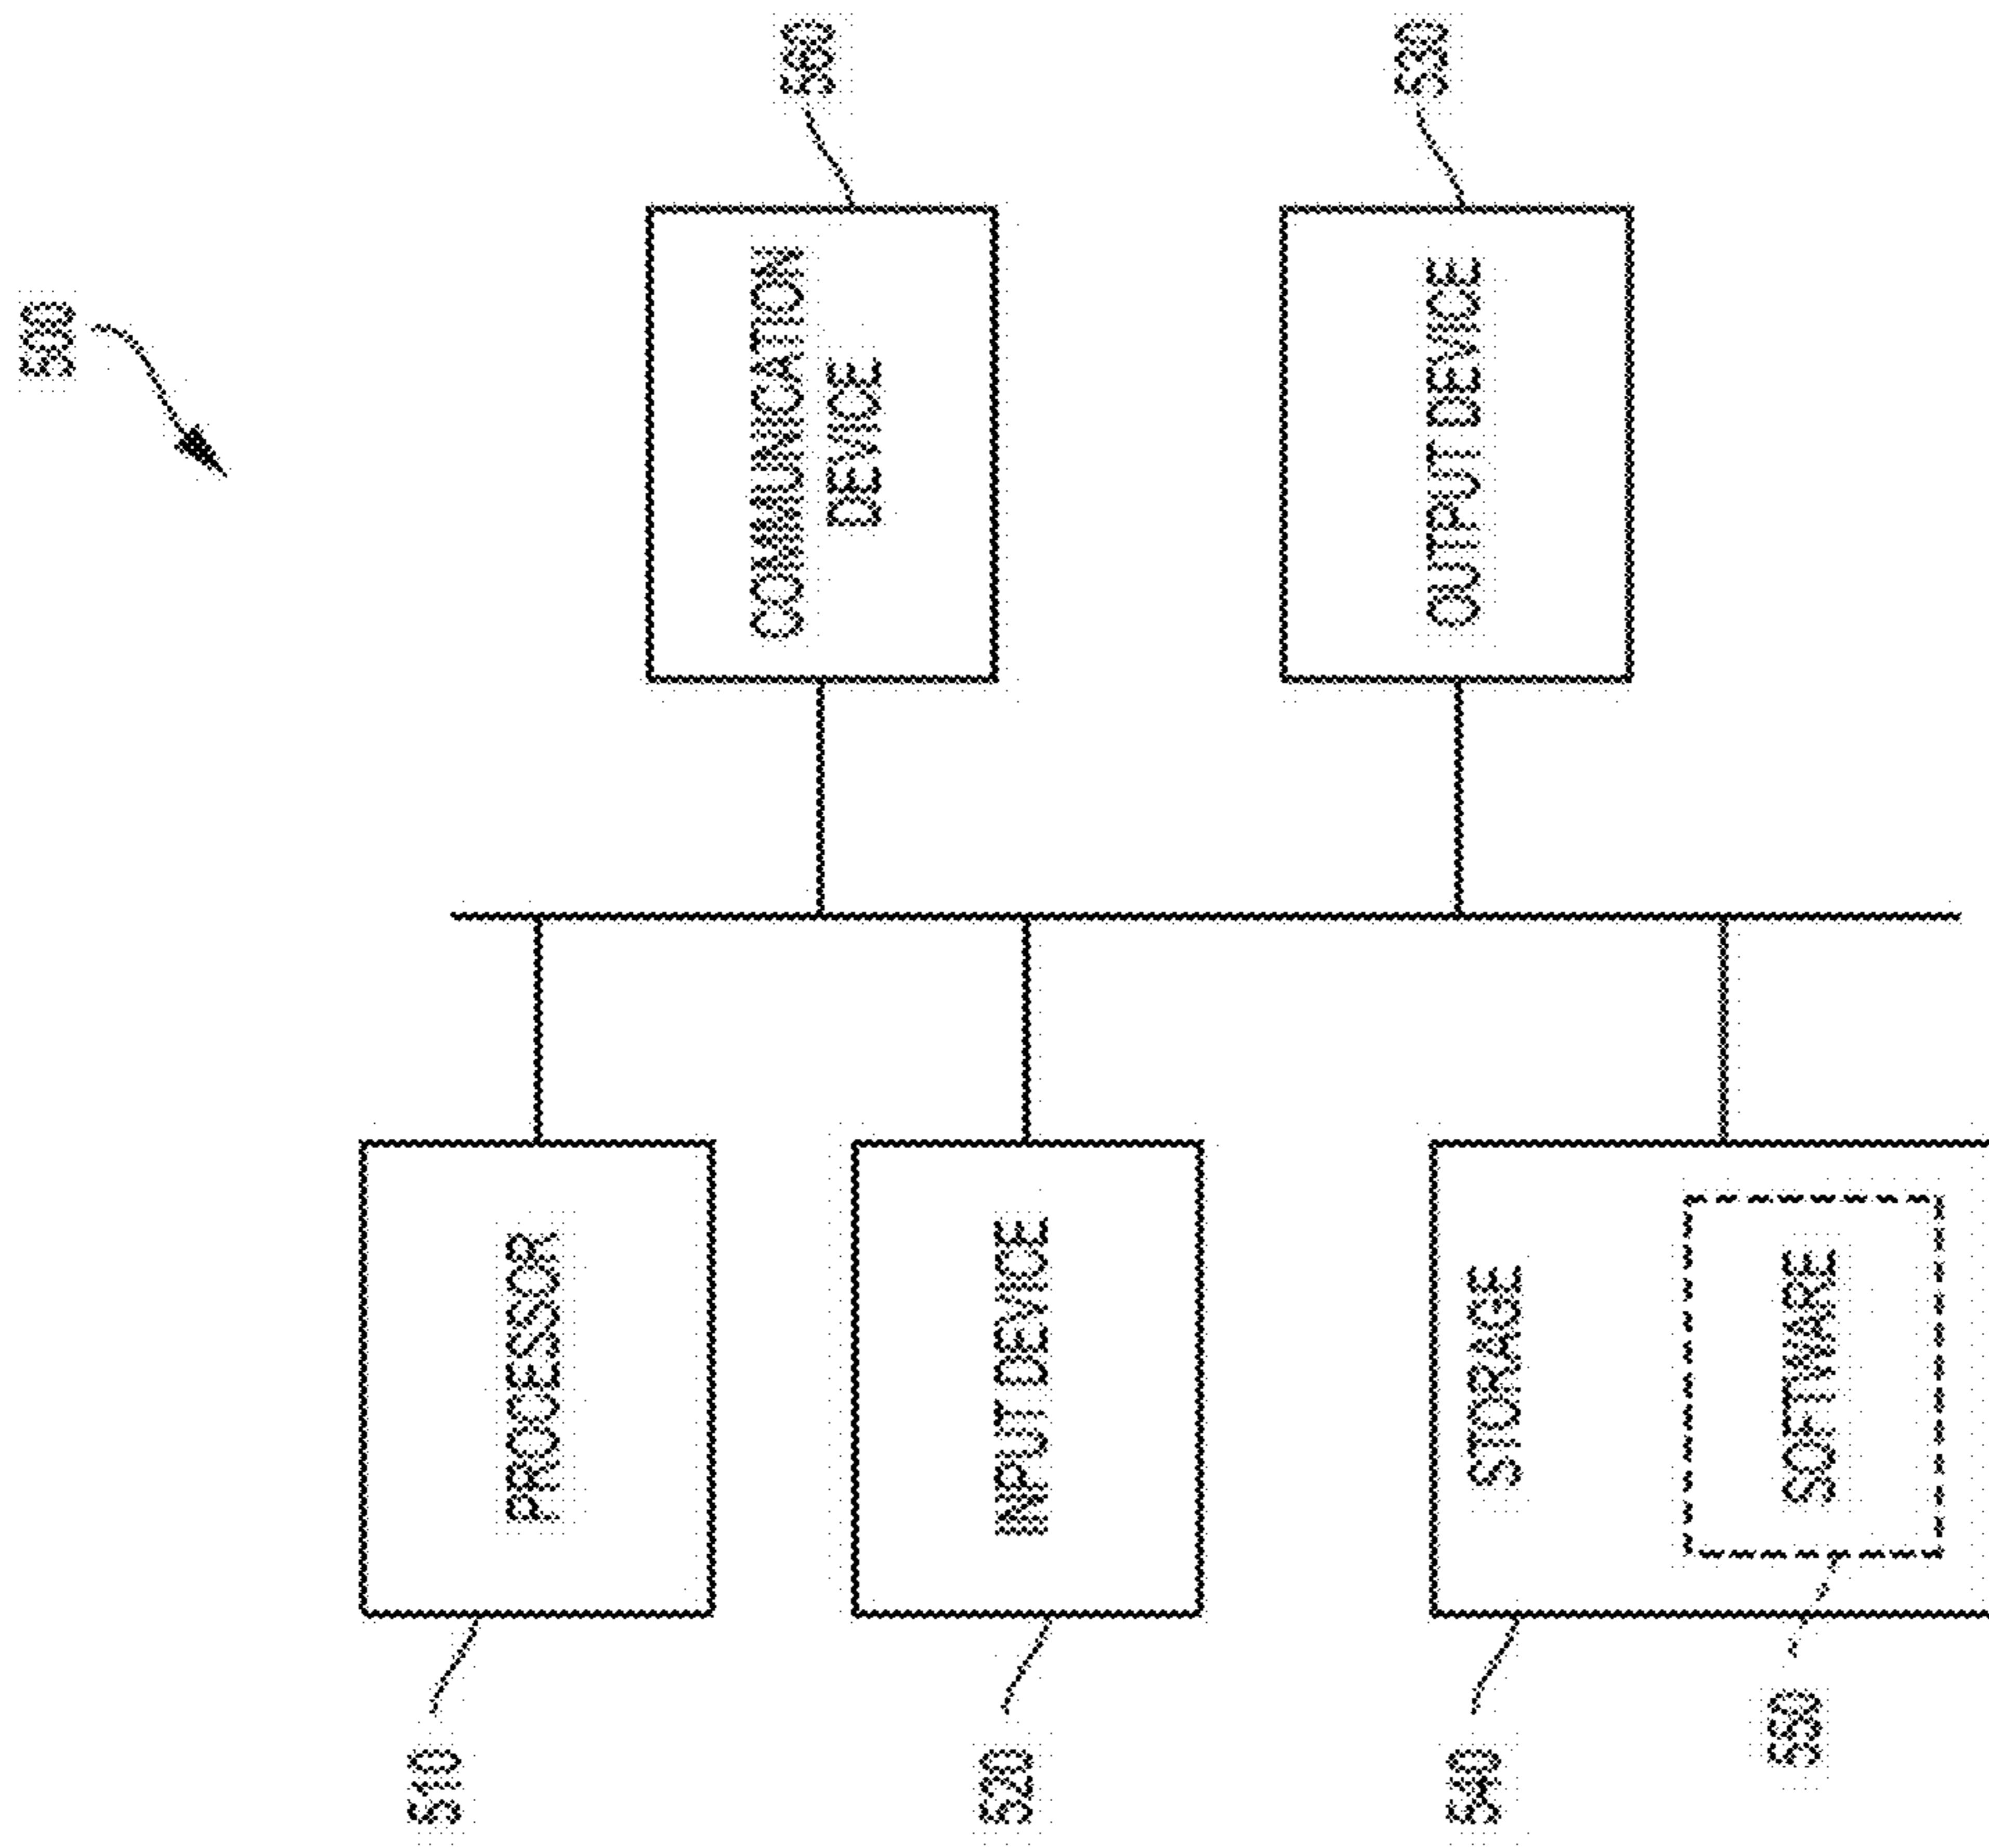 500
510
PROCESSOR
COMMUNICATION
DEVICE
560
520
INPUT DEVICE
OUTPUT DEVICE
530
540
STORAGE
550
SOFTWARE